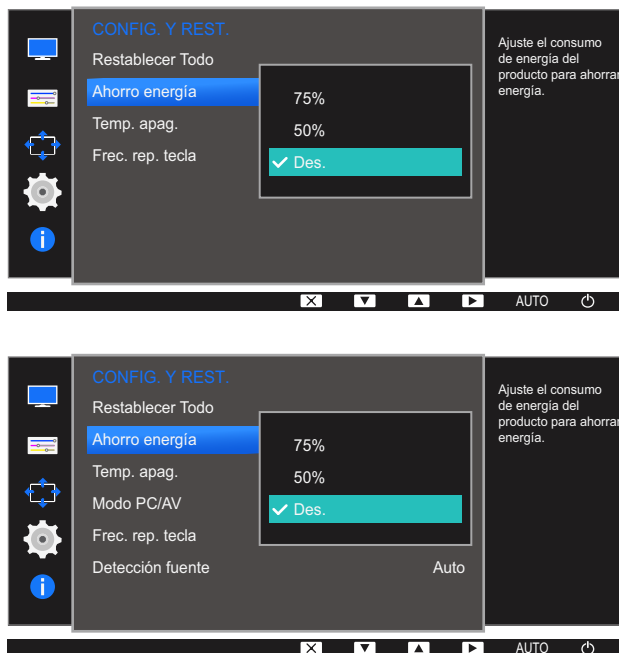 CONFIG. Y REST.
Restablecer Todo
Ahorro energía
Temp. apag.
Frec. rep. tecla
75%
50%
Des.
Ajuste el consumo
de energía del
producto para ahorrar
energía.
AUTO
CONFIG. Y REST.
Restablecer Todo
Ahorro energía
Temp. apag.
Modo PC/AV
Frec. rep. tecla
Detección fuente Auto
75%
50%
Des.
Ajuste el consumo
de energía del
producto para ahorrar
energía.
AUTO